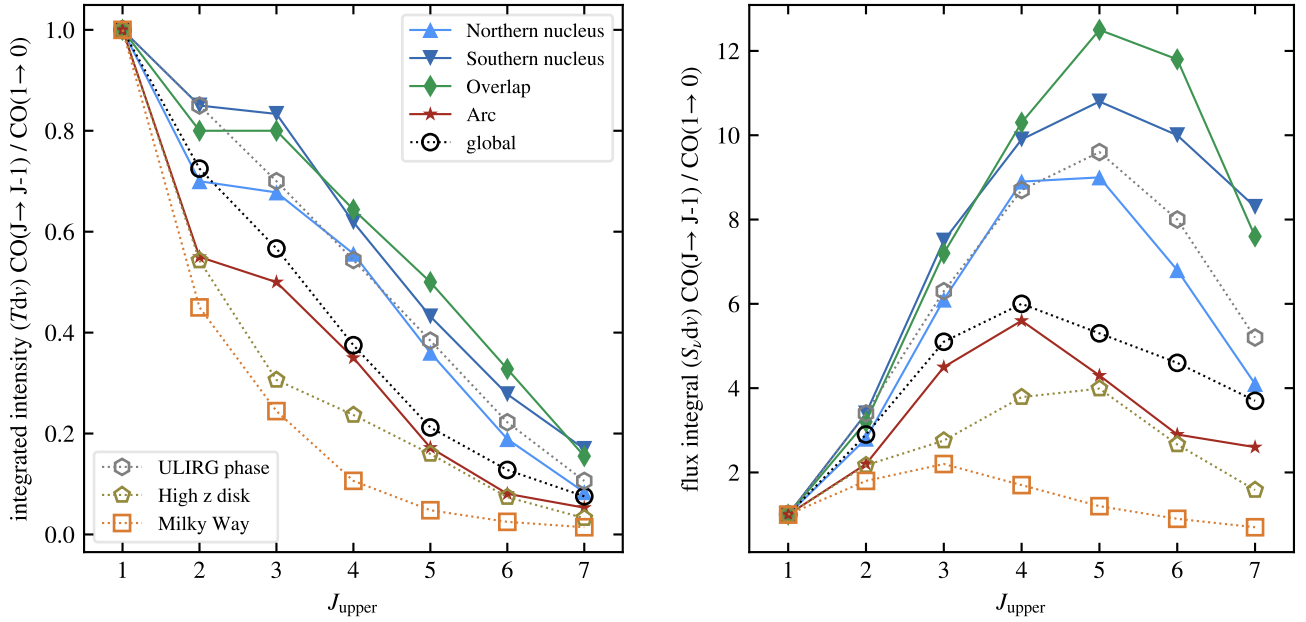 integrated intensity (Tdv) CO(J→ J-1) / CO(1→ 0)
1.0
0.8
0.6
0.4
0.2
0.0
Northern nucleus
Southern nucleus
Overlap
Arc
global
ULIRG phase
High z disk
Milky Way
1 2 3 4 5 6 7
J_upper
flux integral (S_νdv) CO(J→ J-1) / CO(1→ 0)
12
10
8
6
4
2
1 2 3 4 5 6 7
J_upper